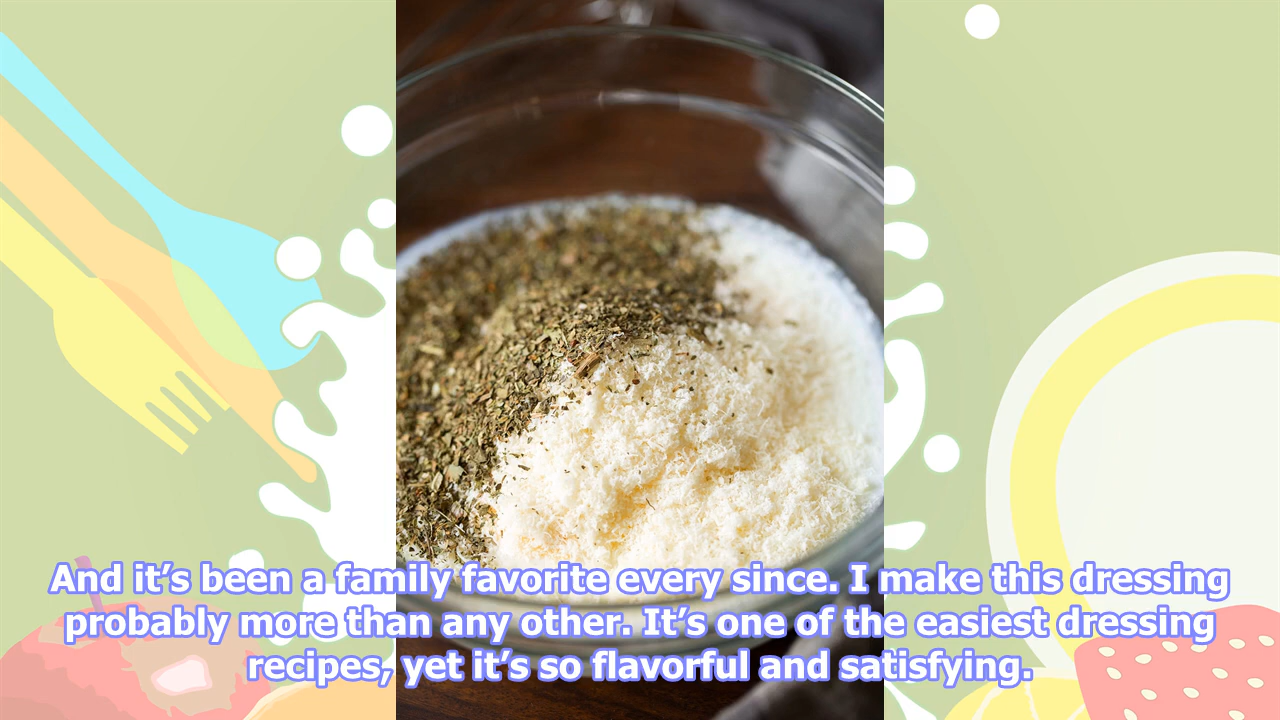 And it’s been a family favorite every since. I make this dressing
probably more than any other. It’s one of the easiest dressing
recipes, yet it’s so flavorful and satisfying.